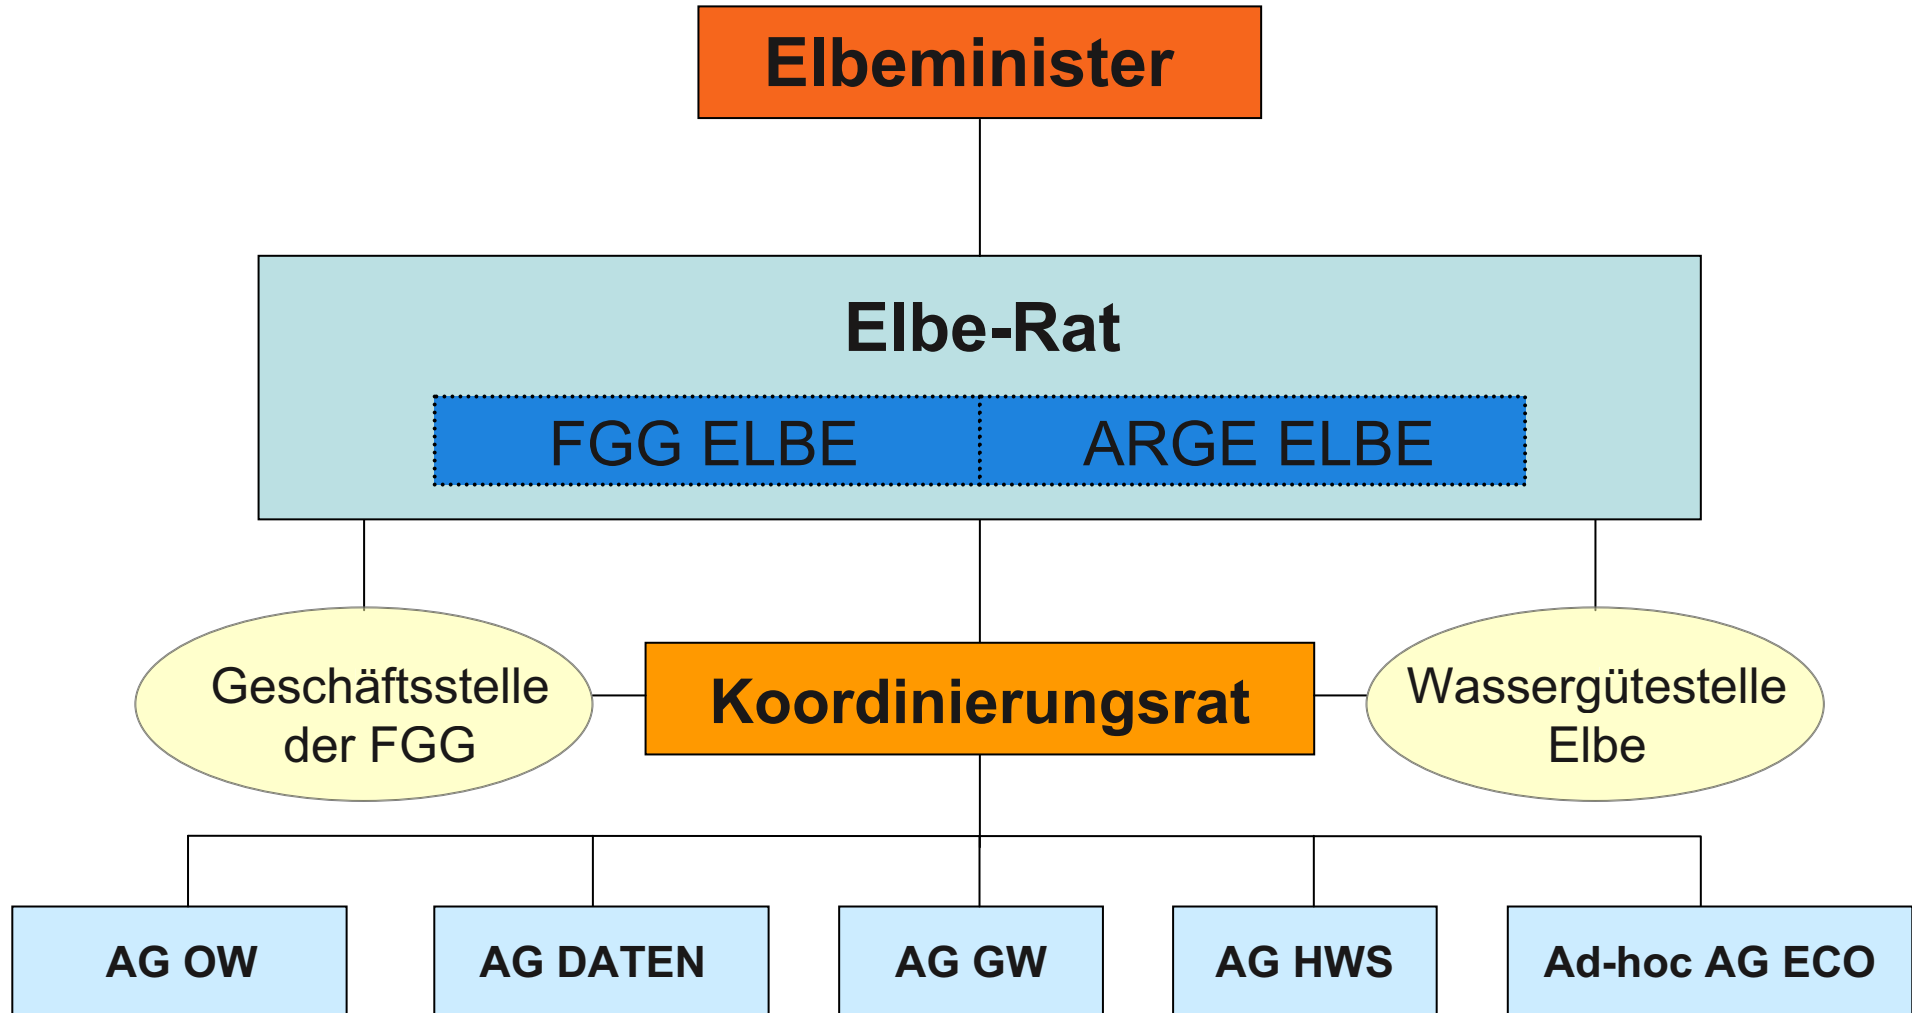 Elbeminister
Elbe-Rat
FGG ELBE
ARGE ELBE
Geschäftsstelle
der FGG
Koordinierungsrat
Wassergütestelle
Elbe
AG OW
AG DATEN
AG GW
AG HWS
Ad-hoc AG ECO